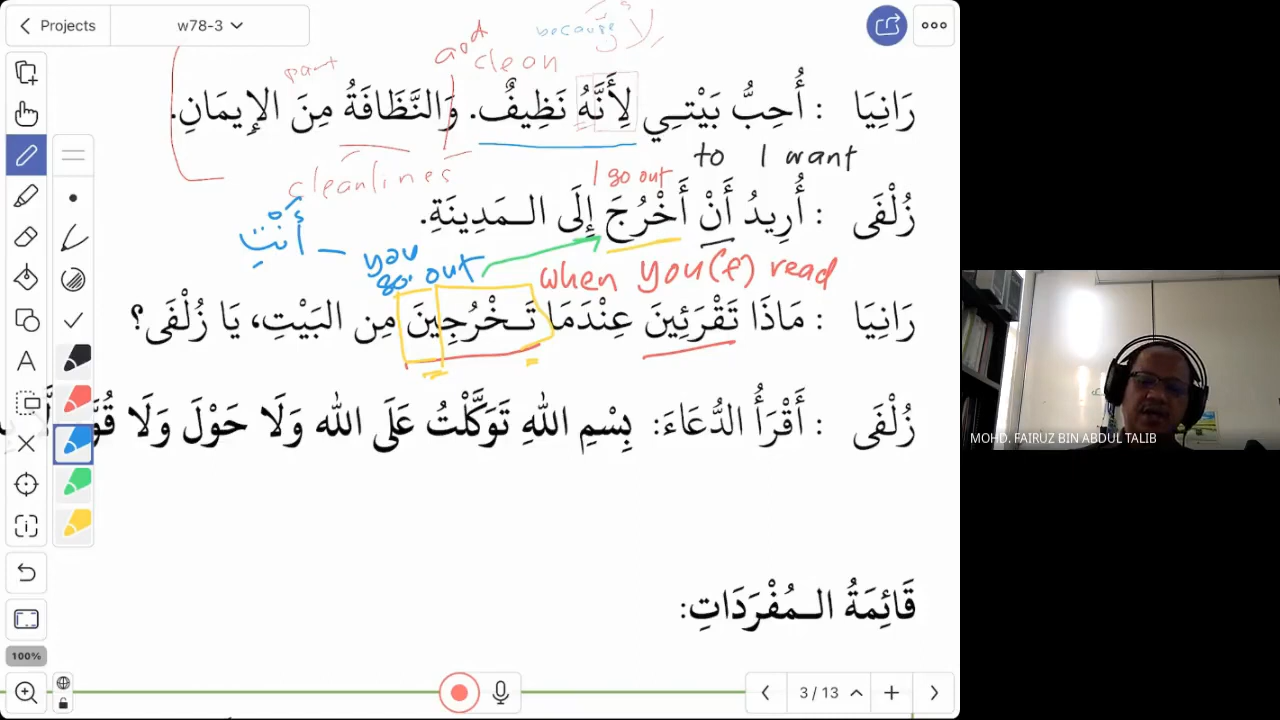 Projects
w78-3
because
and
part
clean
رَانِيَا : أُحِبُّ بَيْتِي لِأَنَّهُ نَظِيفٌ. وَالنَّظَافَةُ مِنَ الإِيمَانِ.
to I want
cleanlines
I go out
زُلْفَى : أُرِيدُ أَنْ أَخْرُجَ إِلَى الـمَدِينَةِ.
أَنْتِ – you
go out
when you(f) read
رَانِيَا : مَاذَا تَقْرَئِينَ عِنْدَمَا تَـخْرُجِينَ مِن البَيْتِ، يَا زُلْفَى؟
زُلْفَى : أَقْرَأُ الدُّعَاءَ: بِسْمِ اللهِ تَوَكَّلْتُ عَلَى الله وَلَا حَوْلَ وَلَا
قَائِمَةُ الـمُفْرَدَاتِ:
100%
3 / 13
MOHD. FAIRUZ BIN ABDUL TALIB